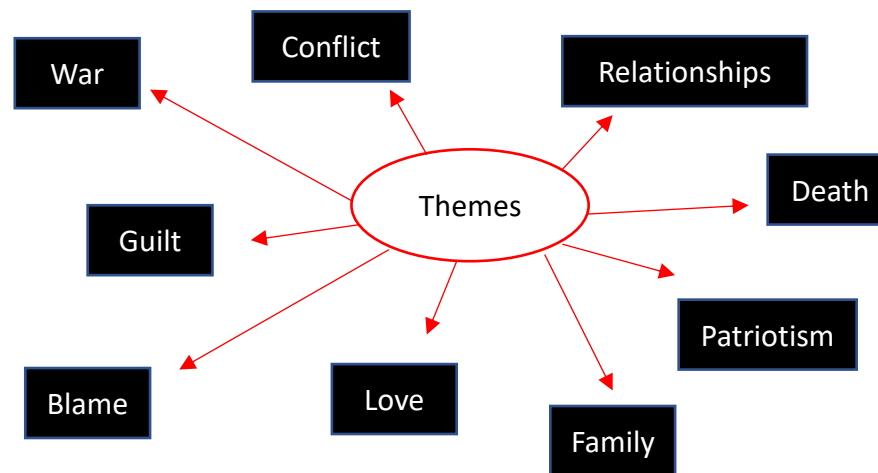 Conflict
War
Relationships
Themes
Death
Guilt
Patriotism
Blame
Love
Family